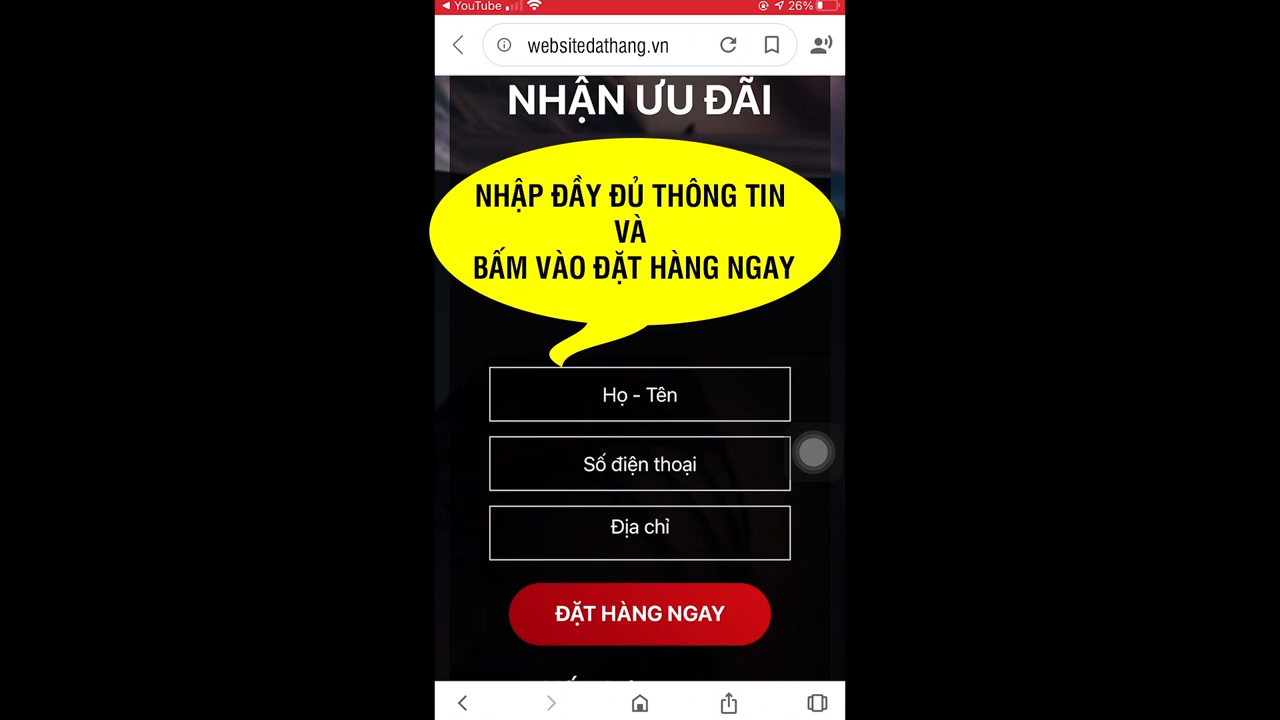 YouTube
26%
websitedathang.vn
NHẬN ƯU ĐÃI
NHẬP ĐẦY ĐỦ THÔNG TIN
VÀ
BẤM VÀO ĐẶT HÀNG NGAY
Họ - Tên
Số điện thoại
Địa chỉ
ĐẶT HÀNG NGAY